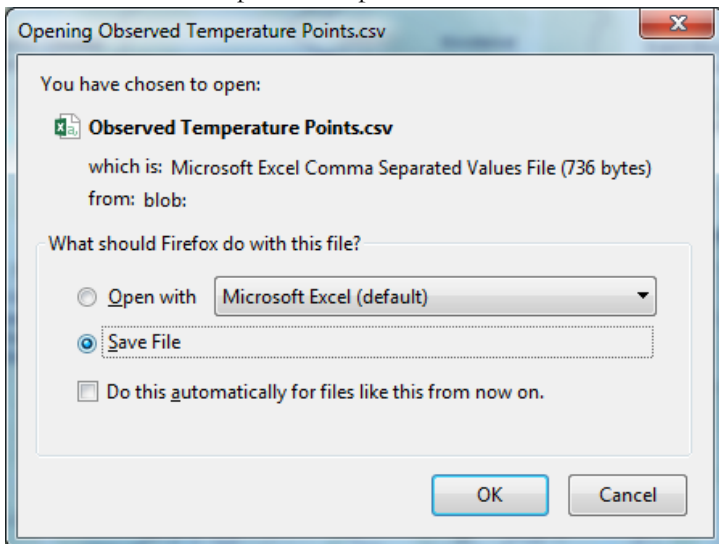 Opening Observed Temperature Points.csv
x
You have chosen to open:
Observed Temperature Points.csv
which is: Microsoft Excel Comma Separated Values File (736 bytes)
from: blob:
What should Firefox do with this file?
Open with Microsoft Excel (default)
Save File
Do this automatically for files like this from now on.
OK Cancel